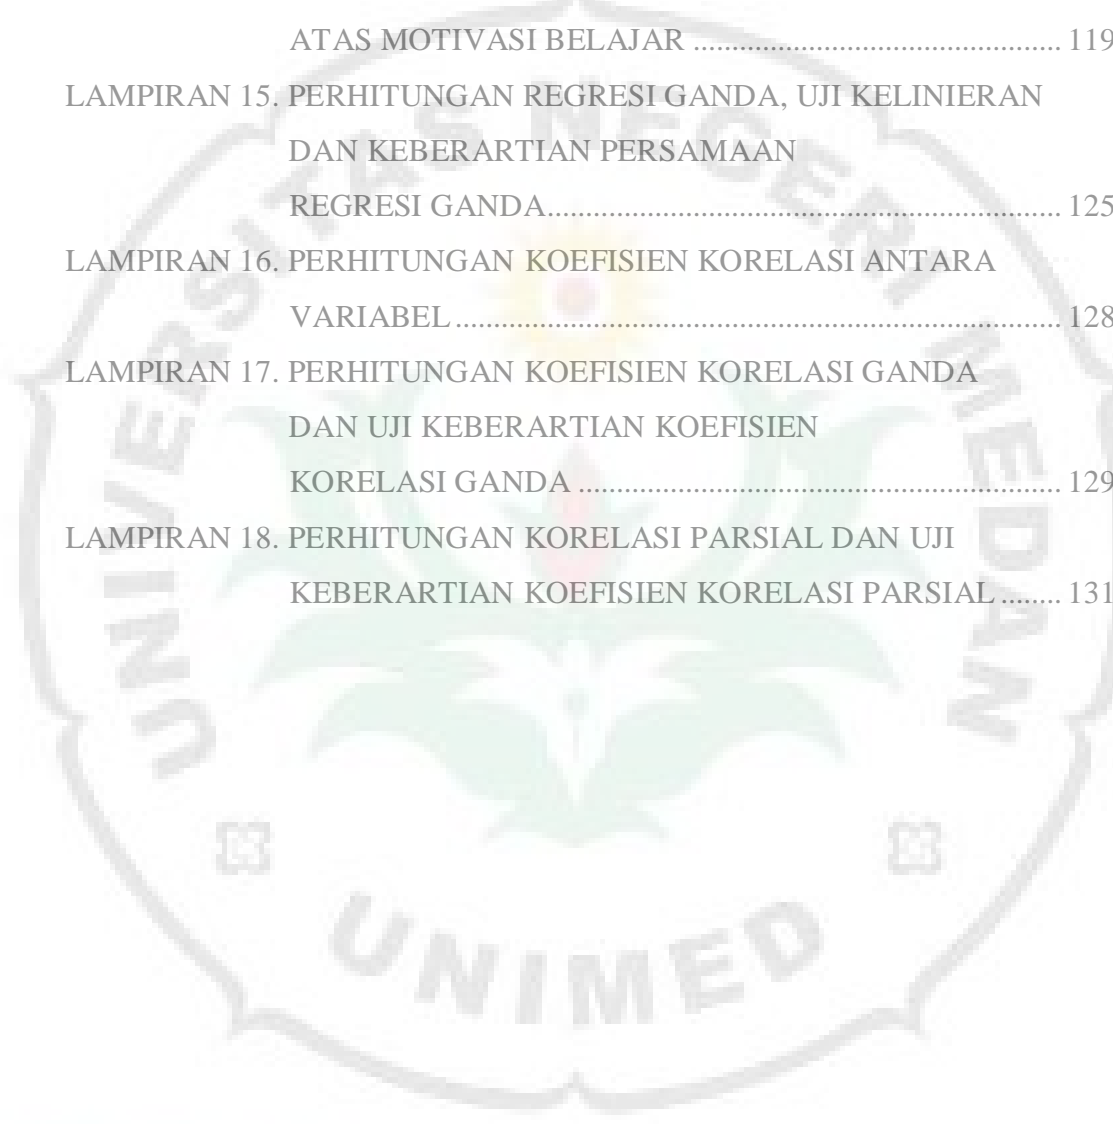 ATAS MOTIVASI BELAJAR ................................................ 119
LAMPIRAN 15. PERHITUNGAN REGRESI GANDA, UJI KELINIERAN
DAN KEBERARTIAN PERSAMAAN
REGRESI GANDA................................................................... 125
LAMPIRAN 16. PERHITUNGAN KOEFISIEN KORELASI ANTARA
VARIABEL ............................................................................... 128
LAMPIRAN 17. PERHITUNGAN KOEFISIEN KORELASI GANDA
DAN UJI KEBERARTIAN KOEFISIEN
KORELASI GANDA ............................................................... 129
LAMPIRAN 18. PERHITUNGAN KORELASI PARSIAL DAN UJI
KEBERARTIAN KOEFISIEN KORELASI PARSIAL ........ 131
UNIVERSITAS NEGERI MEDAN
UNIMED